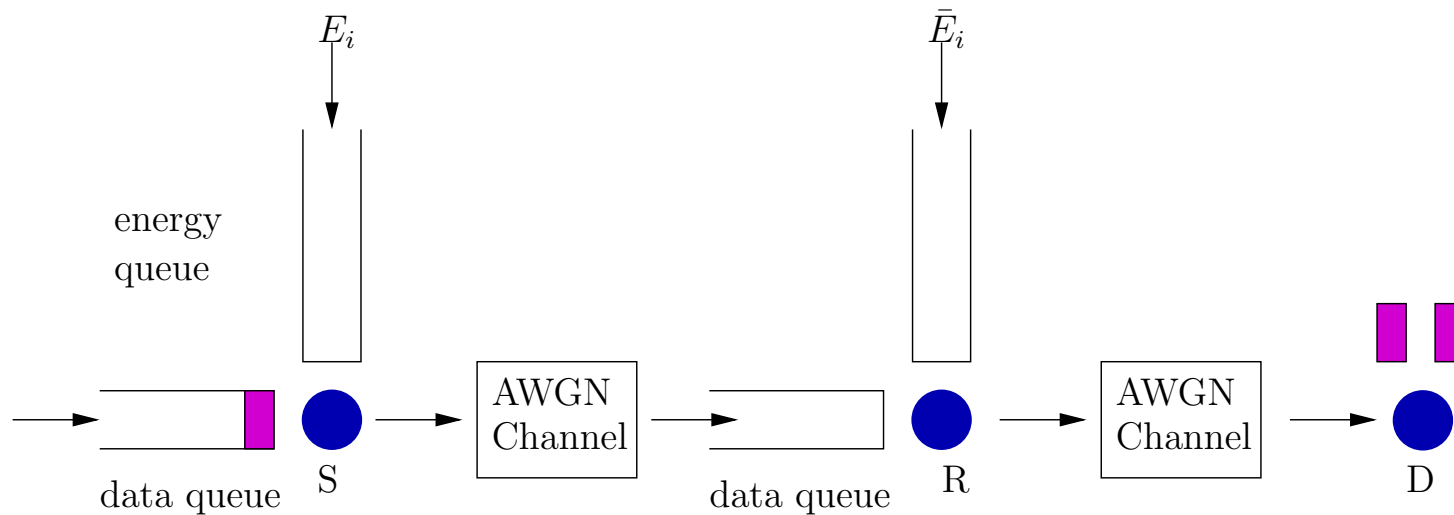 E_i
Ē_i
energy
queue
AWGN
Channel
AWGN
Channel
S
R
D
data queue
data queue